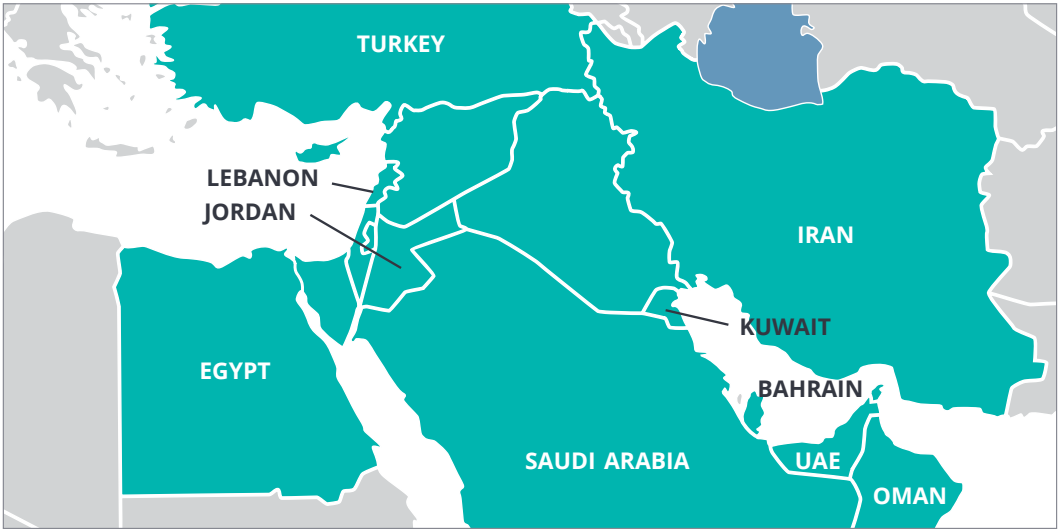 TURKEY
LEBANON
JORDAN
IRAN
KUWAIT
EGYPT
BAHRAIN
SAUDI ARABIA
UAE
OMAN